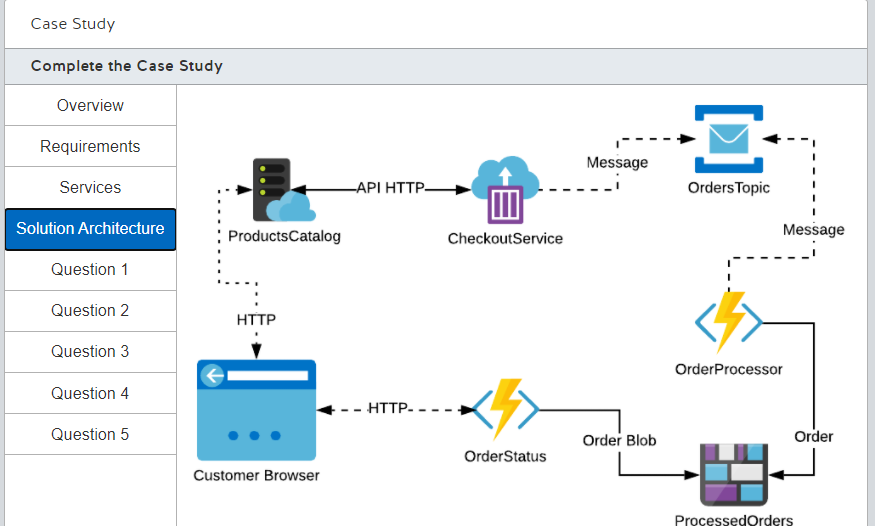 Case Study
Complete the Case Study
Overview
Requirements
Services
Solution Architecture
Question 1
Question 2
Question 3
Question 4
Question 5
Message
OrdersTopic
API HTTP
ProductsCatalog
CheckoutService
Message
HTTP
OrderProcessor
HTTP
Order Blob
Order
OrderStatus
Customer Browser
ProcessedOrders